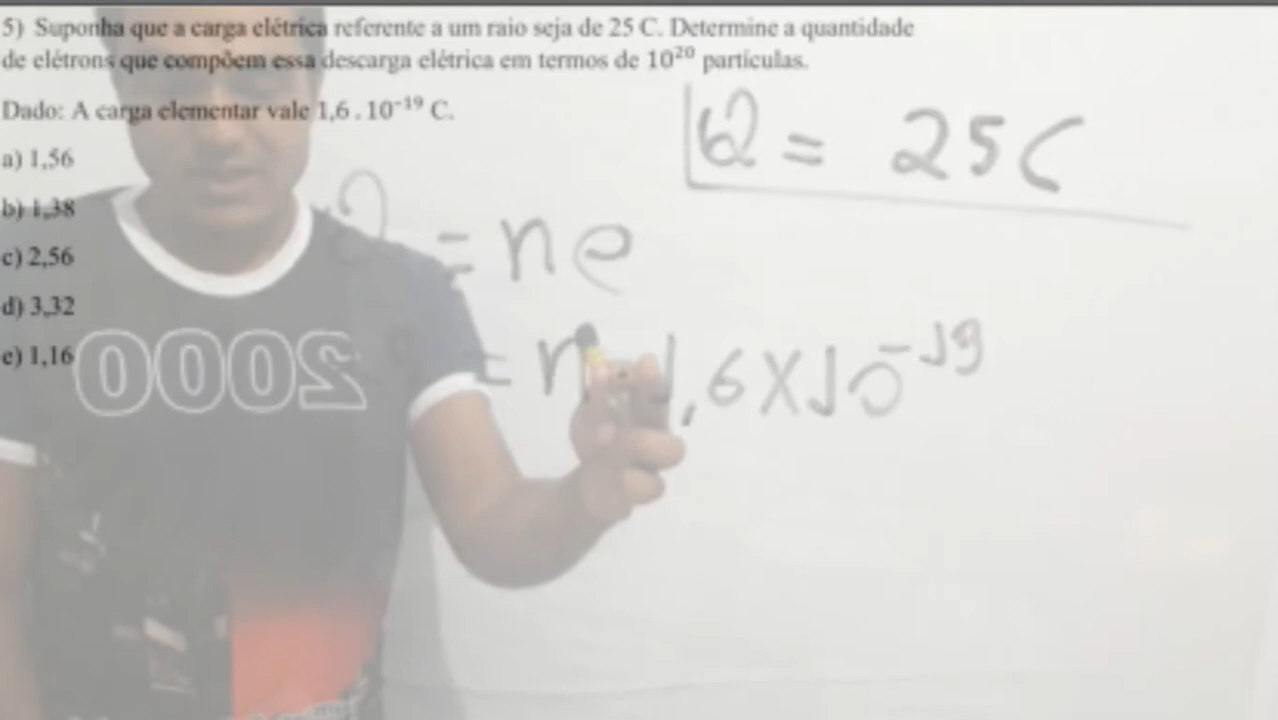 5) Suponha que a carga elétrica referente a um raio seja de 25 C. Determine a quantidade
de elétrons que compõem essa descarga elétrica em termos de 10²⁰ partículas.
Dado: A carga elementar vale 1,6 . 10⁻¹⁹ C.
a) 1,56
b) 1,38
c) 2,56
d) 3,32
e) 1,16
Q = 25 C
Q = ne
= n 1,6X10⁻¹⁹
2000